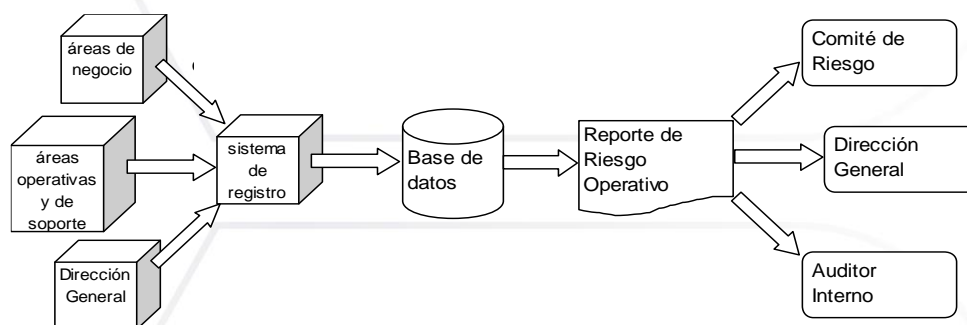 áreas de
negocio
áreas
operativas
y de
soporte
Dirección
General
sistema
de
registro
Base de
datos
Reporte de
Riesgo
Operativo
Comité de
Riesgo
Dirección
General
Auditor
Interno